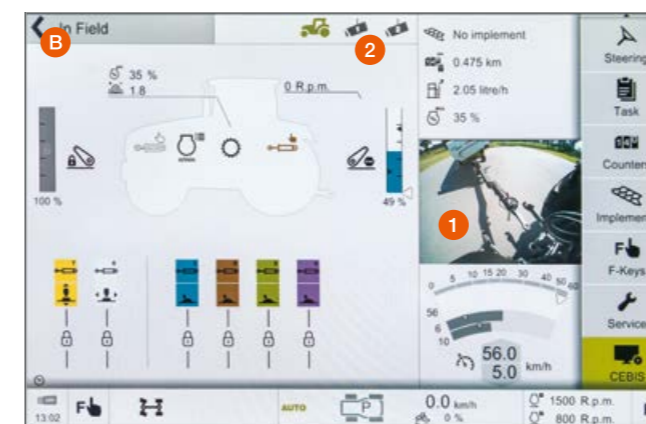 In Field
B
2
1
35 %
1.8
0 R.p.m.
100 %
49 %
No implement
0.475 km
2.05 litre/h
35 %
0 5 10 15 20 30 40 50 60
56
6
10
56.0
5.0 km/h
Steering
Task
Counters
Implement
F-Keys
Service
CEBIS
13:02
F
AUTO
P
0.0 km/h
0 %
1500 R.p.m.
800 R.p.m.